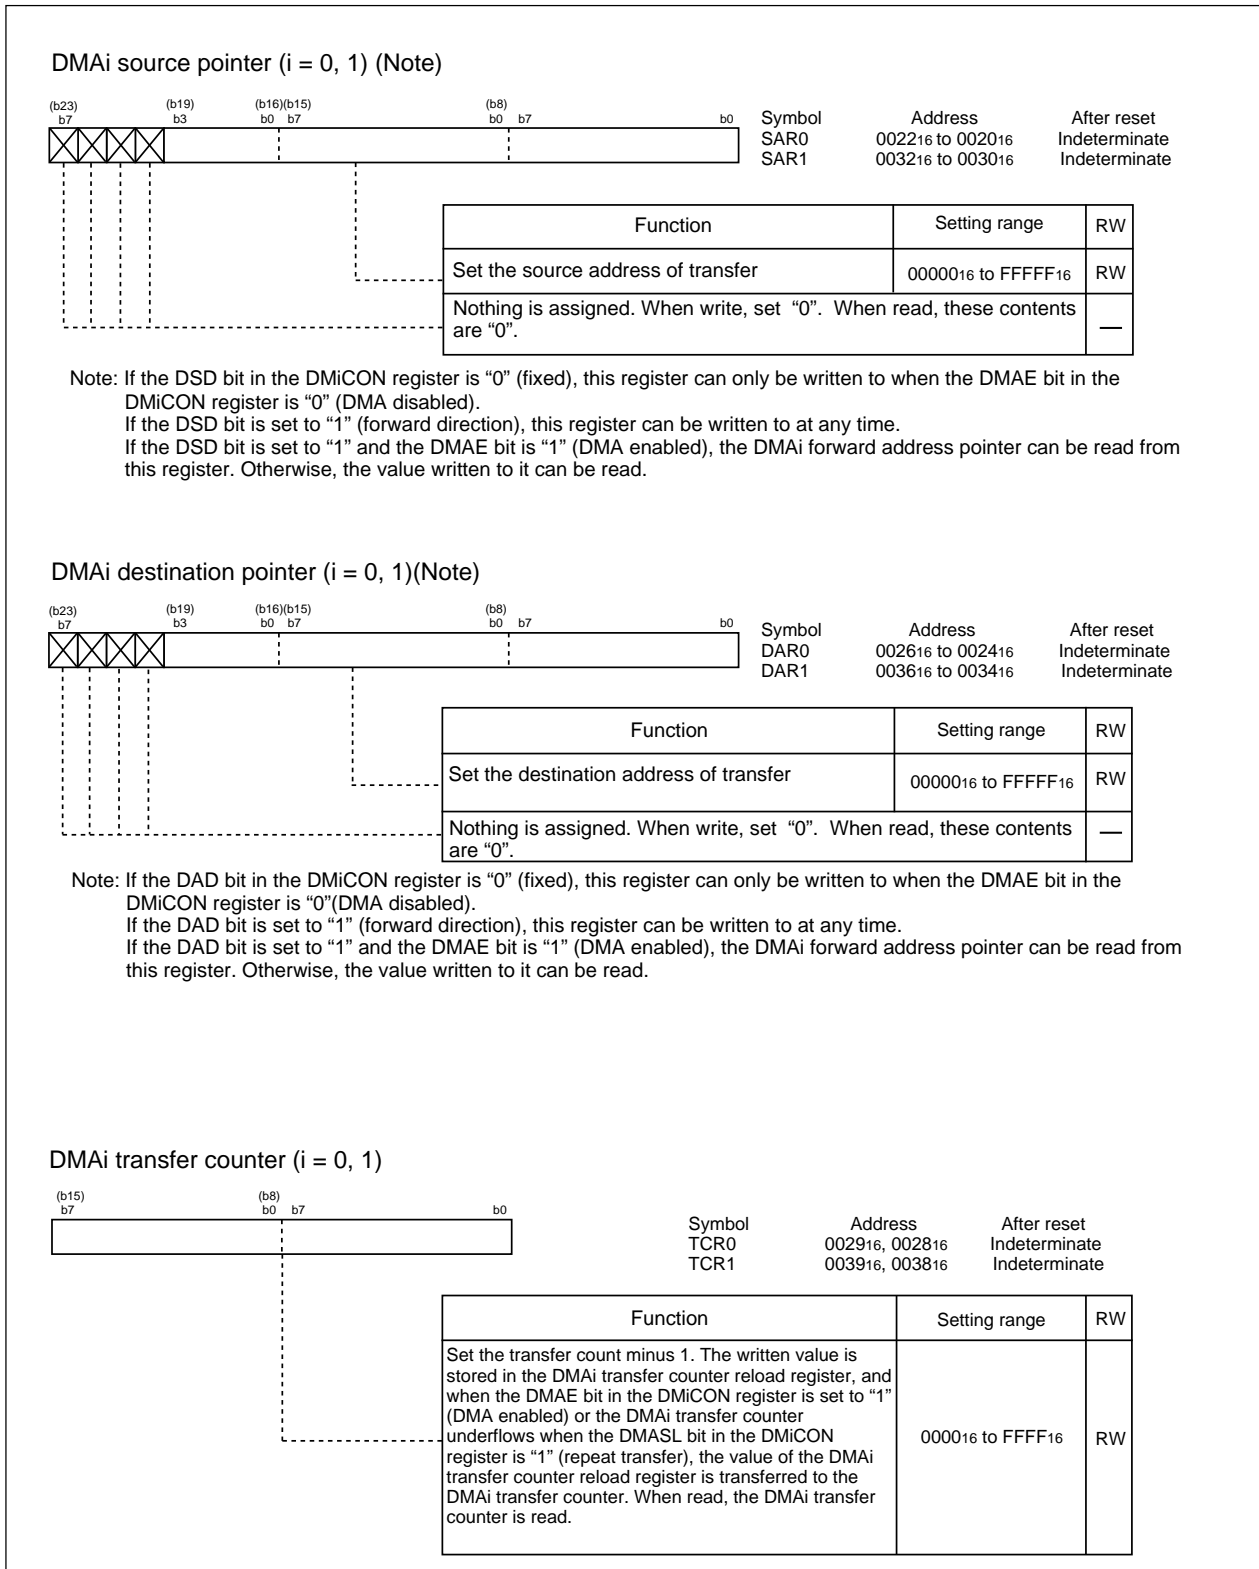 DMAi source pointer (i = 0, 1) (Note)
(b23) (b19) (b16)(b15) (b8)
b7 b3 b0 b7 b0 b7 b0
Symbol Address After reset
SAR0 002216 to 002016 Indeterminate
SAR1 003216 to 003016 Indeterminate
Function Setting range RW
Set the source address of transfer 0000016 to FFFFF16 RW
Nothing is assigned. When write, set “0”. When read, these contents
are “0”. —
Note: If the DSD bit in the DMiCON register is “0” (fixed), this register can only be written to when the DMAE bit in the
DMiCON register is “0” (DMA disabled).
If the DSD bit is set to “1” (forward direction), this register can be written to at any time.
If the DSD bit is set to “1” and the DMAE bit is “1” (DMA enabled), the DMAi forward address pointer can be read from
this register. Otherwise, the value written to it can be read.
DMAi destination pointer (i = 0, 1)(Note)
(b23) (b19) (b16)(b15) (b8)
b7 b3 b0 b7 b0 b7 b0
Symbol Address After reset
DAR0 002616 to 002416 Indeterminate
DAR1 003616 to 003416 Indeterminate
Function Setting range RW
Set the destination address of transfer 0000016 to FFFFF16 RW
Nothing is assigned. When write, set “0”. When read, these contents
are “0”. —
Note: If the DAD bit in the DMiCON register is “0” (fixed), this register can only be written to when the DMAE bit in the
DMiCON register is “0”(DMA disabled).
If the DAD bit is set to “1” (forward direction), this register can be written to at any time.
If the DAD bit is set to “1” and the DMAE bit is “1” (DMA enabled), the DMAi forward address pointer can be read from
this register. Otherwise, the value written to it can be read.
DMAi transfer counter (i = 0, 1)
(b15) (b8)
b7 b0 b7 b0
Symbol Address After reset
TCR0 002916, 002816 Indeterminate
TCR1 003916, 003816 Indeterminate
Function Setting range RW
Set the transfer count minus 1. The written value is
stored in the DMAi transfer counter reload register, and
when the DMAE bit in the DMiCON register is set to “1”
(DMA enabled) or the DMAi transfer counter
underflows when the DMASL bit in the DMiCON
register is “1” (repeat transfer), the value of the DMAi
transfer counter reload register is transferred to the
DMAi transfer counter. When read, the DMAi transfer
counter is read.
000016 to FFFF16 RW